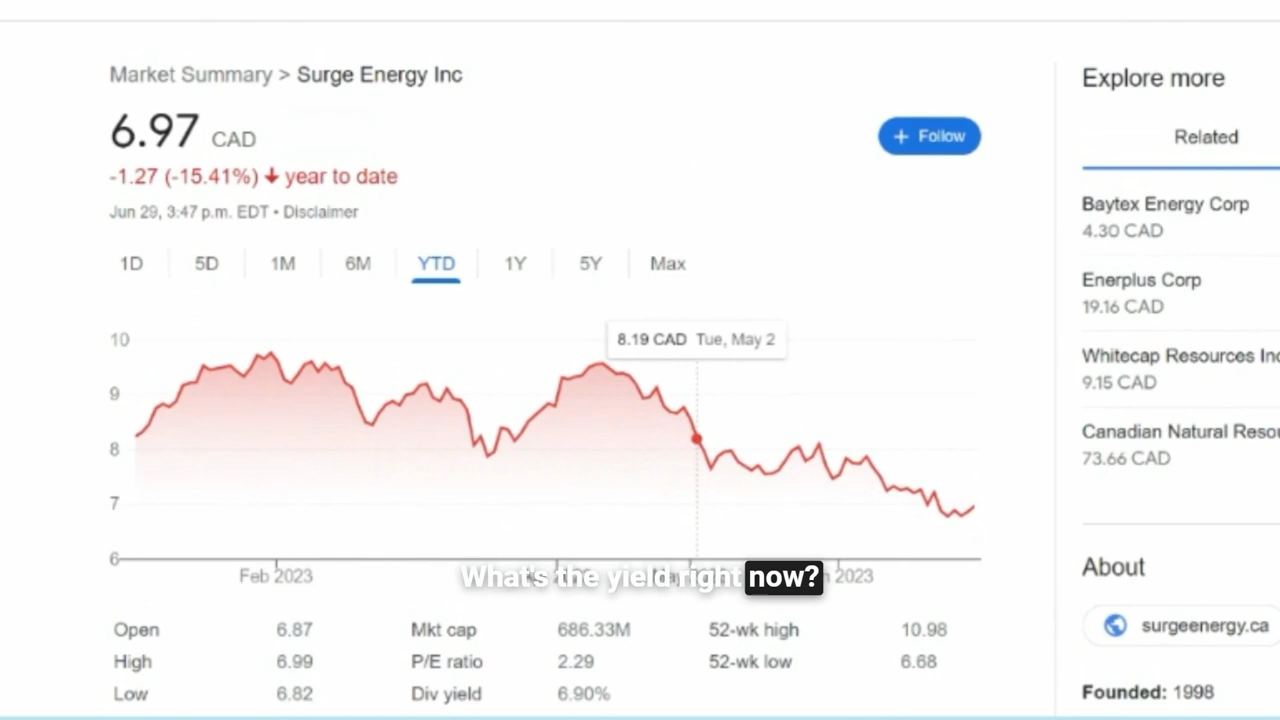 Market Summary > Surge Energy Inc
6.97 CAD
-1.27 (-15.41%) ↓ year to date
Jun 29, 3:47 p.m. EDT • Disclaimer
+ Follow
1D 5D 1M 6M YTD 1Y 5Y Max
8.19 CAD Tue, May 2
10
9
8
7
6
Feb 2023
2023
What's the yield right now?
Open 6.87 Mkt cap 686.33M 52-wk high 10.98
High 6.99 P/E ratio 2.29 52-wk low 6.68
Low 6.82 Div yield 6.90%
Explore more
Related
Baytex Energy Corp
4.30 CAD
Enerplus Corp
19.16 CAD
Whitecap Resources Inc
9.15 CAD
Canadian Natural Resou
73.66 CAD
About
surgeenergy.ca
Founded: 1998